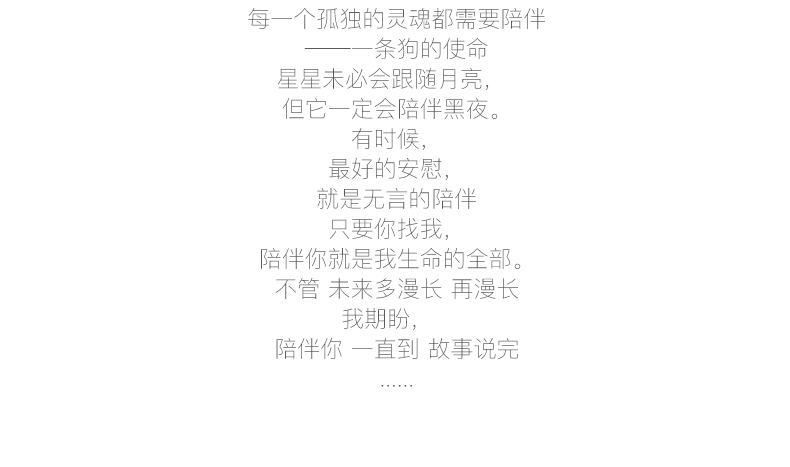 每一个孤独的灵魂都需要陪伴
——一条狗的使命
星星未必会跟随月亮，
但它一定会陪伴黑夜。
有时候，
最好的安慰，
就是无言的陪伴
只要你找我，
陪伴你就是我生命的全部。
不管 未来多漫长 再漫长
我期盼，
陪伴你 一直到 故事说完
......